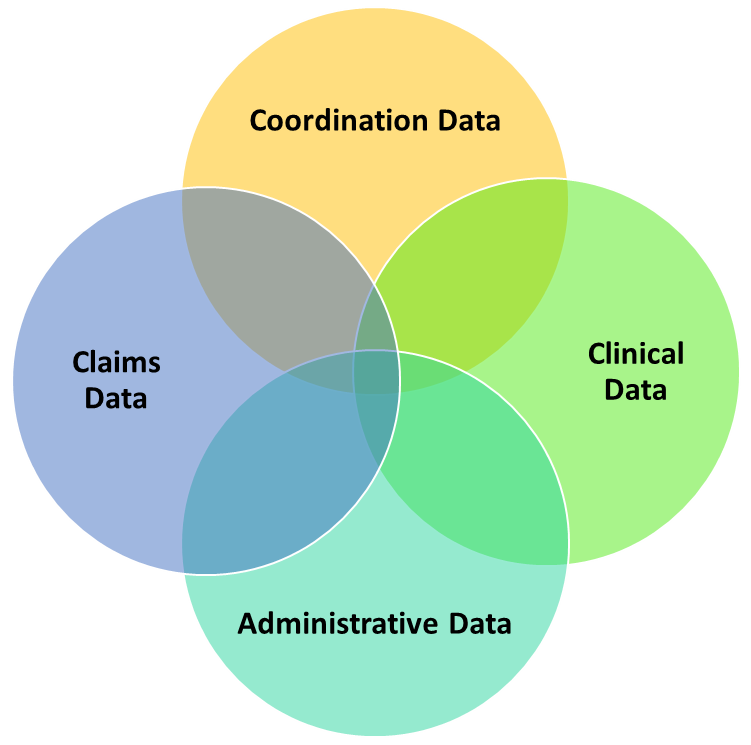 Coordination Data
Claims
Data
Clinical
Data
Administrative Data